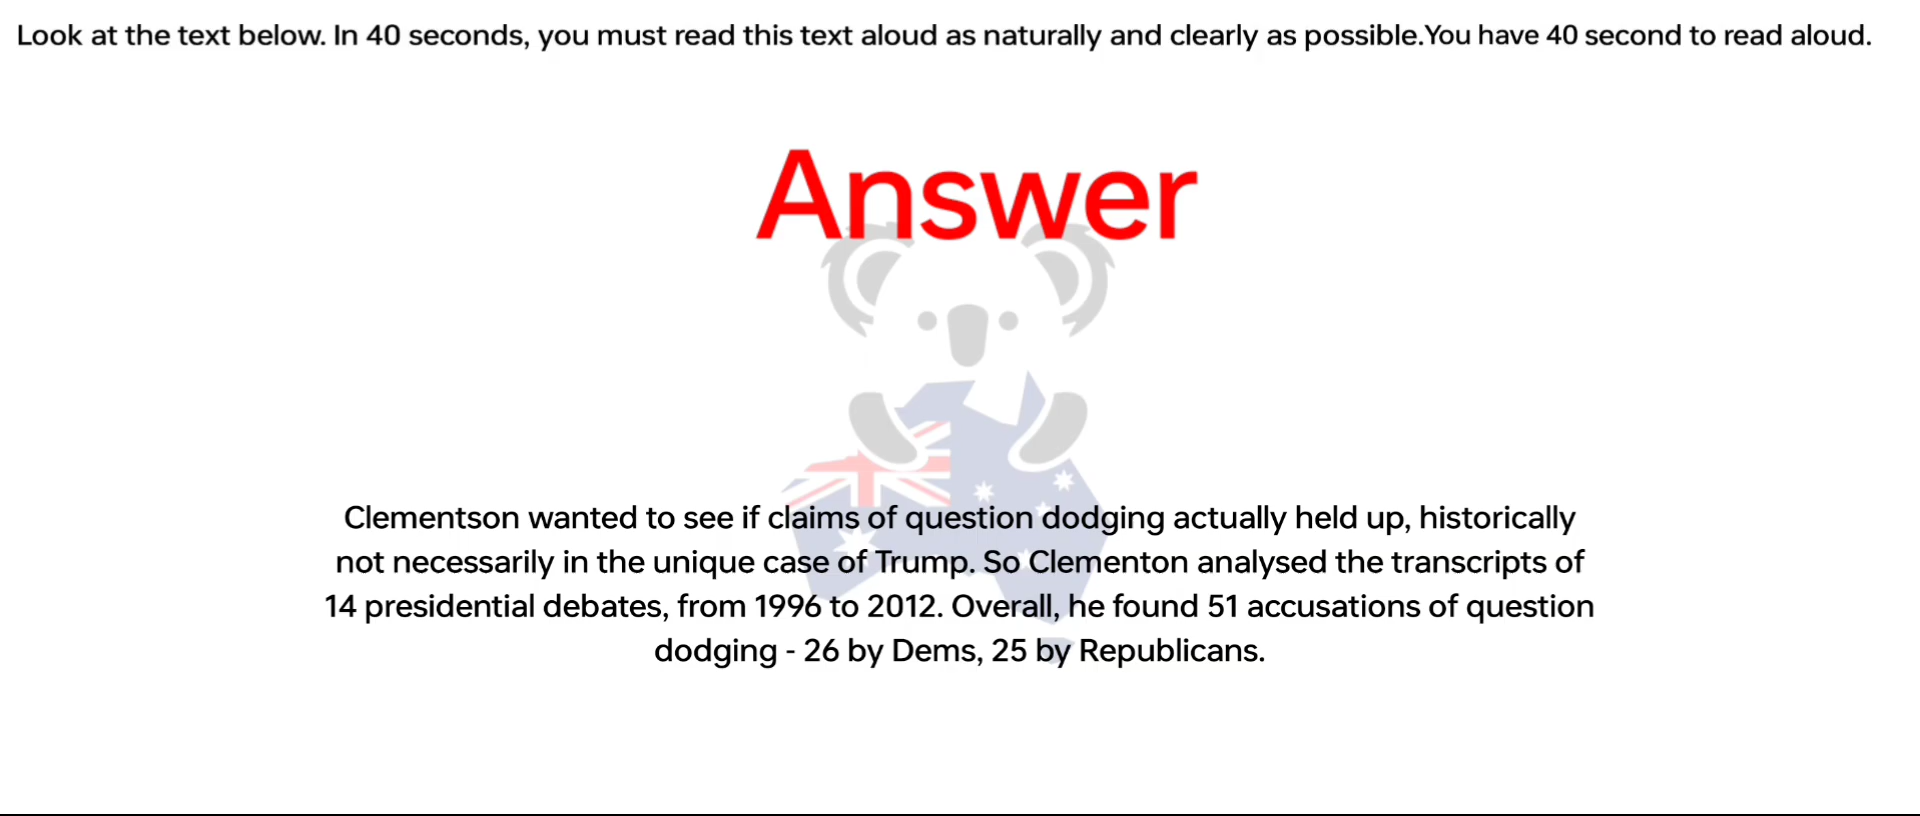 Look at the text below. In 40 seconds, you must read this text aloud as naturally and clearly as possible.You have 40 second to read aloud.
Answer
Clementson wanted to see if claims of question dodging actually held up, historically
not necessarily in the unique case of Trump. So Clementon analysed the transcripts of
14 presidential debates, from 1996 to 2012. Overall, he found 51 accusations of question
dodging - 26 by Dems, 25 by Republicans.